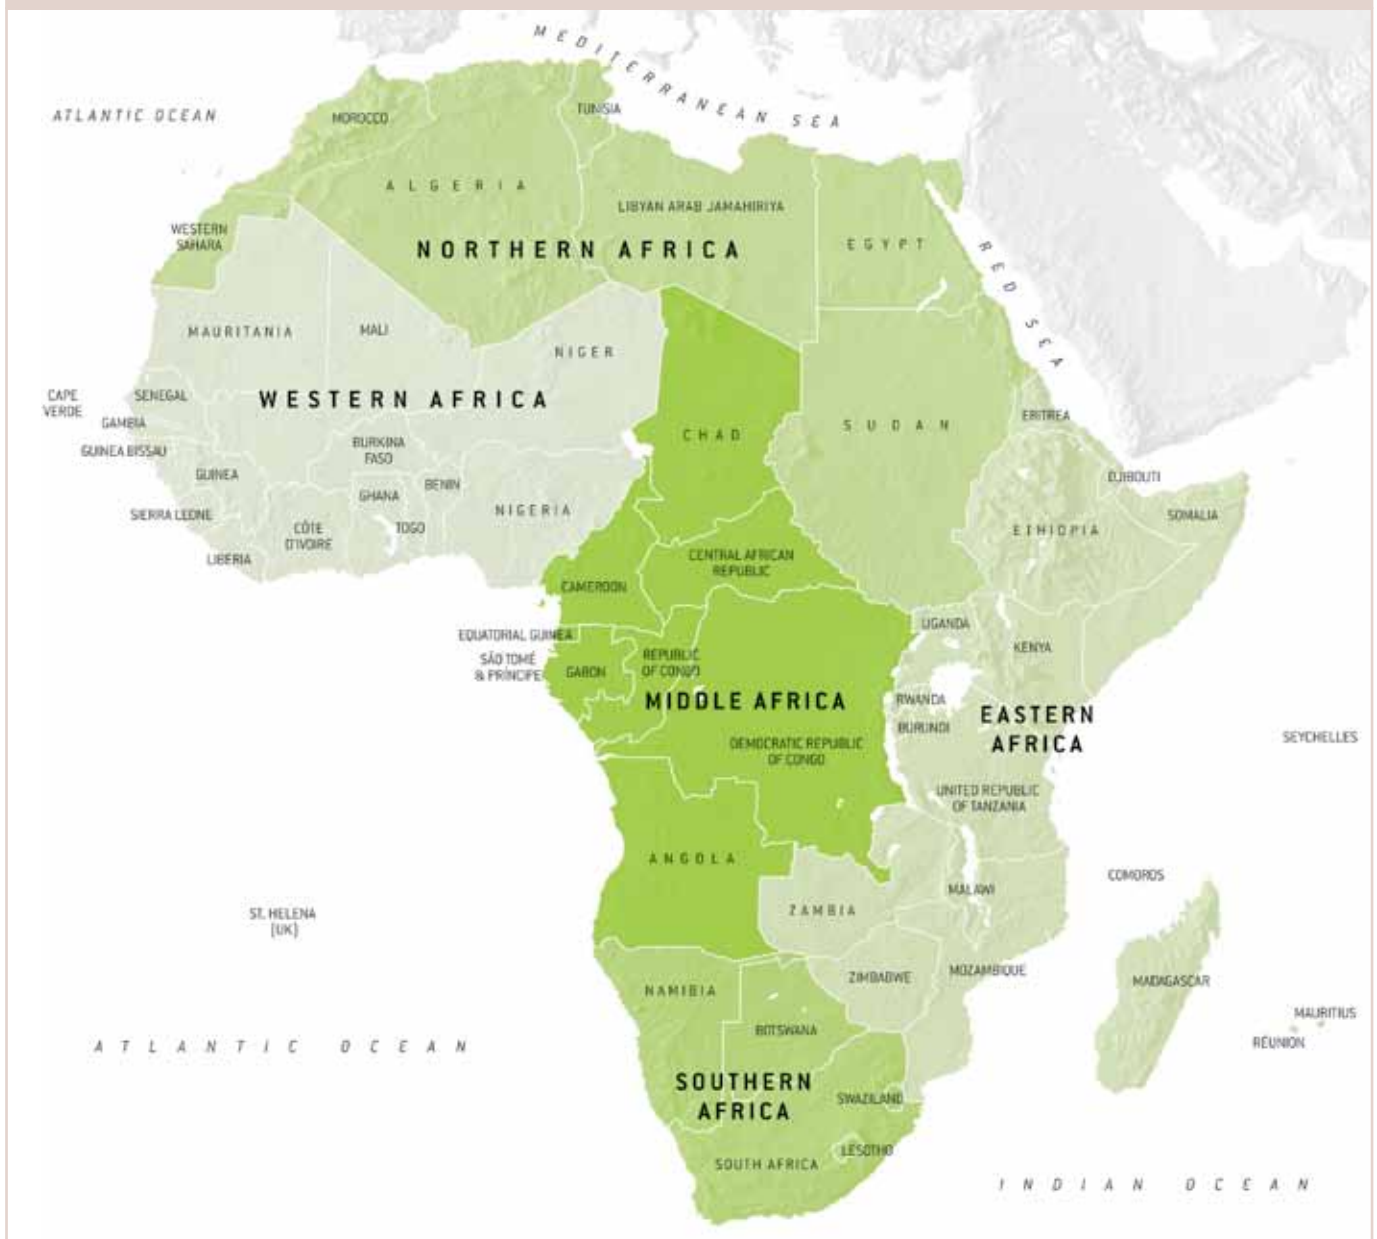 MEDITERRANEAN SEA
ATLANTIC OCEAN
MOROCCO
TUNISIA
ALGERIA
LIBYAN ARAB JAMAHIRIYA
WESTERN
SAHARA
EGYPT
NORTHERN AFRICA
RED SEA
MAURITANIA
MALI
NIGER
CAPE
VERDE
SENEGAL
WESTERN AFRICA
GAMBIA
CHAD
SUDAN
ERITREA
GUINEA BISSAU
BURKINA
FASO
GUINEA
BENIN
DJIBOUTI
GHANA
SIERRA LEONE
NIGERIA
SOMALIA
CÔTE
D'IVOIRE
TOGO
ETHIOPIA
LIBERIA
CENTRAL AFRICAN
REPUBLIC
CAMEROON
UGANDA
EQUATORIAL GUINEA
KENYA
SÃO TOMÉ
& PRÍNCIPE
GABON
REPUBLIC
OF CONGO
MIDDLE AFRICA
RWANDA
EASTERN
AFRICA
BURUNDI
SEYCHELLES
DEMOCRATIC REPUBLIC
OF CONGO
UNITED REPUBLIC
OF TANZANIA
ANGOLA
COMOROS
MALAWI
ST. HELENA
(UK)
ZAMBIA
ZIMBABWE
MOZAMBIQUE
MADAGASCAR
NAMIBIA
MAURITIUS
BOTSWANA
RÉUNION
ATLANTIC OCEAN
SOUTHERN
AFRICA
SWAZILAND
LESOTHO
SOUTH AFRICA
INDIAN OCEAN